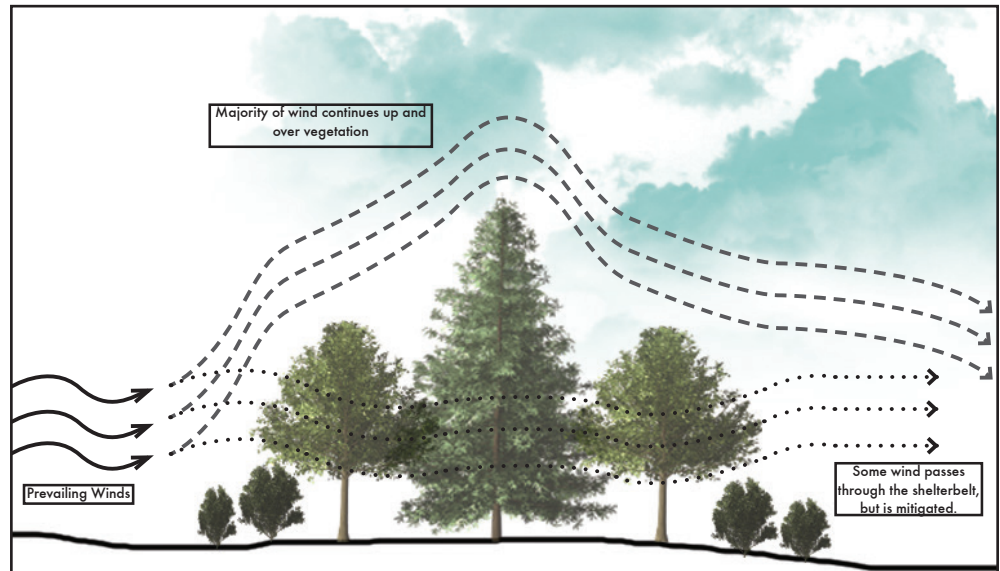 Majority of wind continues up and
over vegetation
Prevailing Winds
Some wind passes
through the shelterbelt,
but is mitigated.